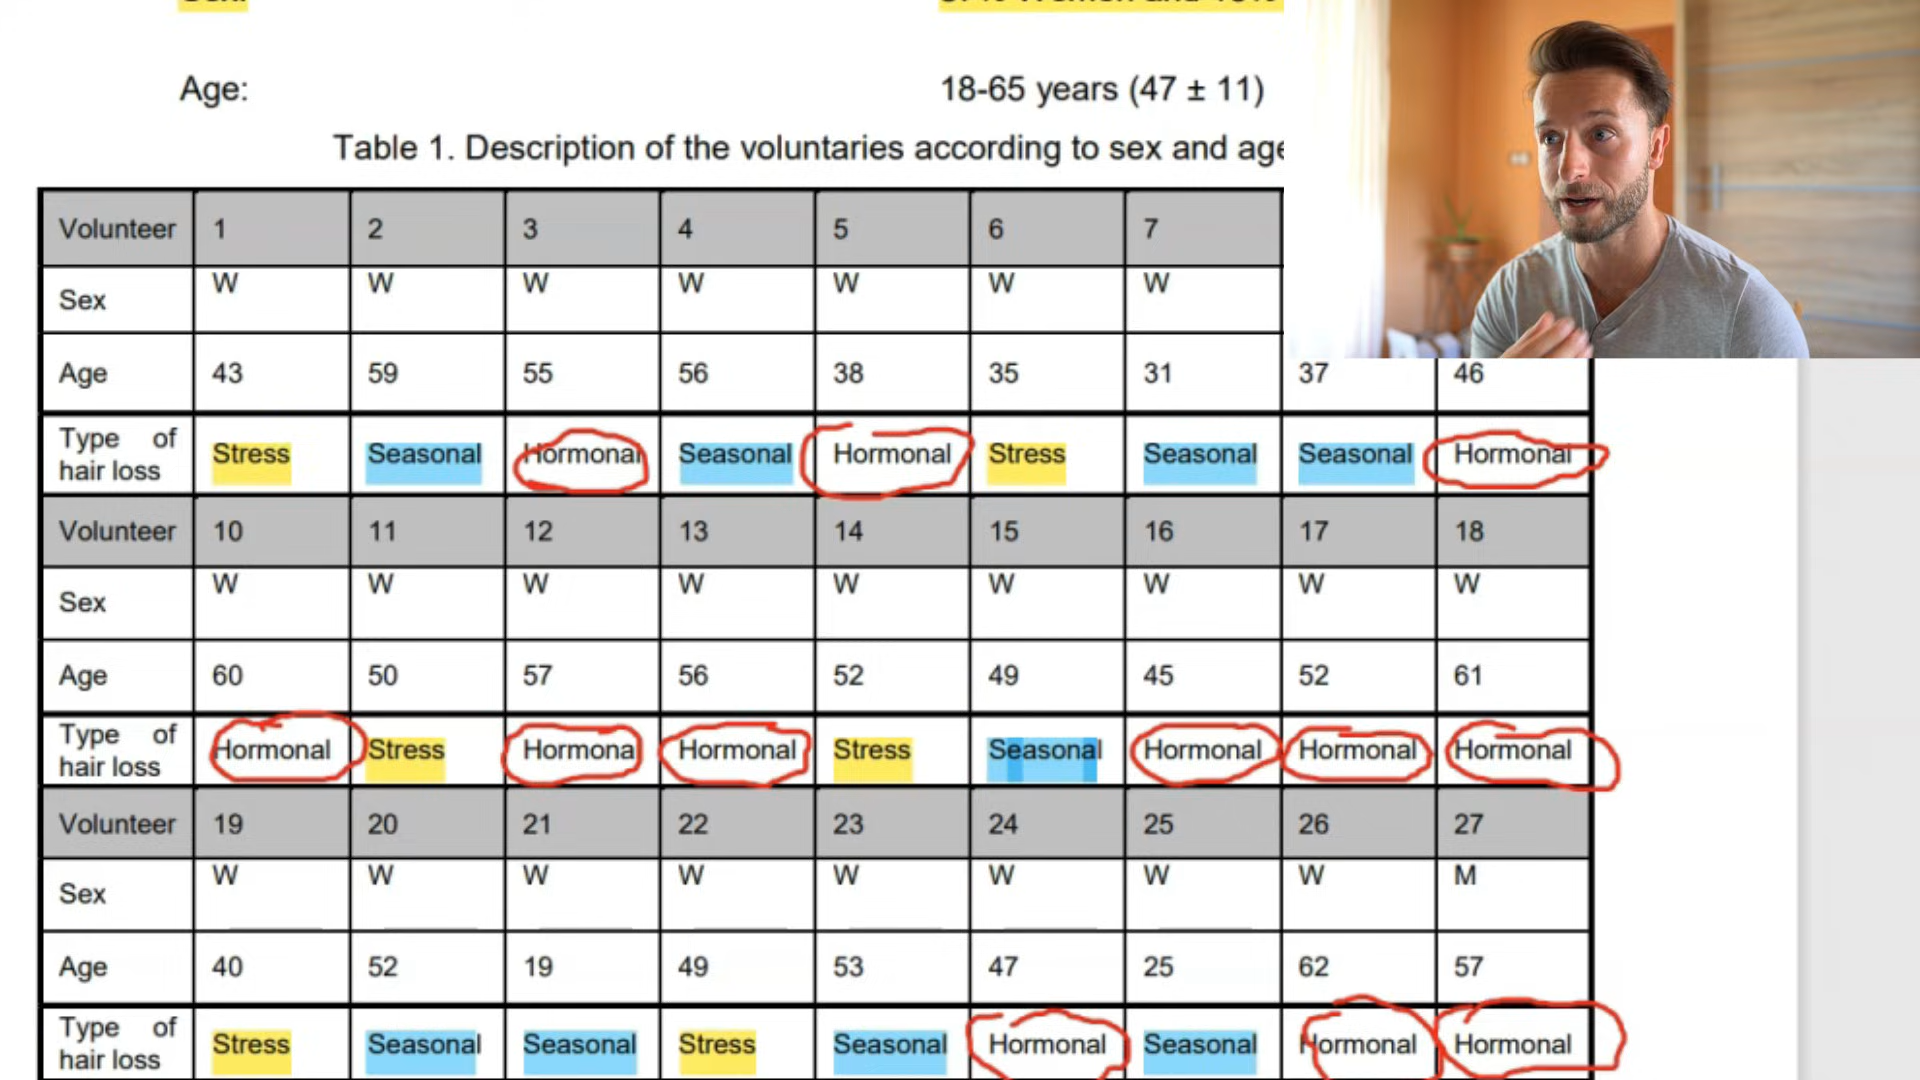 Age: 18-65 years (47 ± 11)
Table 1. Description of the voluntaries according to sex and age
Volunteer 1 2 3 4 5 6 7
Sex W W W W W W W
Age 43 59 55 56 38 35 31 37 46
Type of hair loss Stress Seasonal Hormonal Seasonal Hormonal Stress Seasonal Seasonal Hormonal
Volunteer 10 11 12 13 14 15 16 17 18
Sex W W W W W W W W W
Age 60 50 57 56 52 49 45 52 61
Type of hair loss Hormonal Stress Hormonal Hormonal Stress Seasonal Hormonal Hormonal Hormonal
Volunteer 19 20 21 22 23 24 25 26 27
Sex W W W W W W W W M
Age 40 52 19 49 53 47 25 62 57
Type of hair loss Stress Seasonal Seasonal Stress Seasonal Hormonal Seasonal Hormonal Hormonal